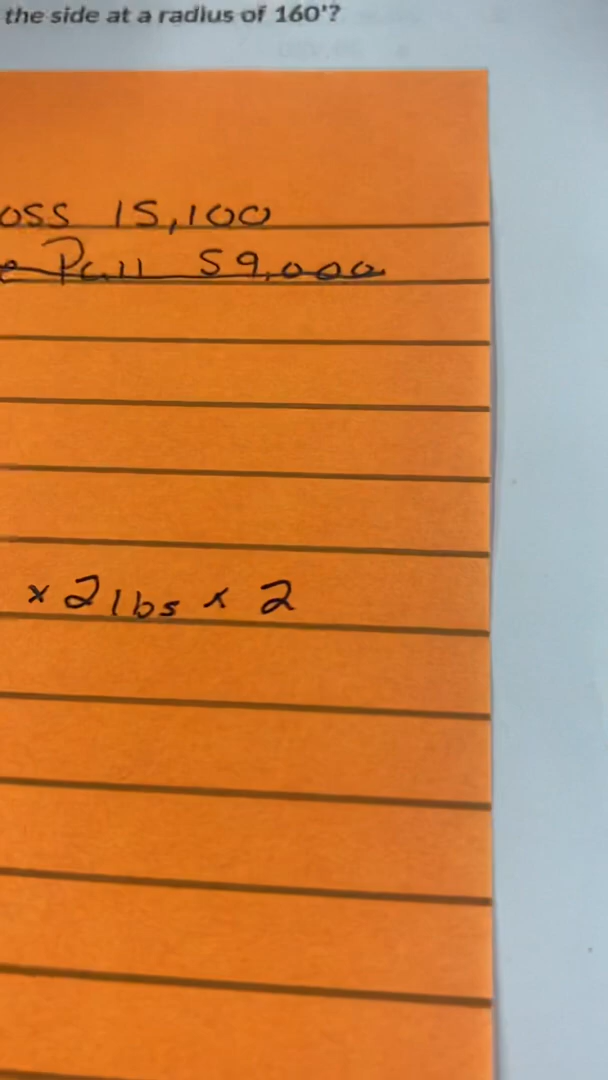 the side at a radius of 160'?
oss 15,100
e Pull 59,000
x 2 lbs x 2